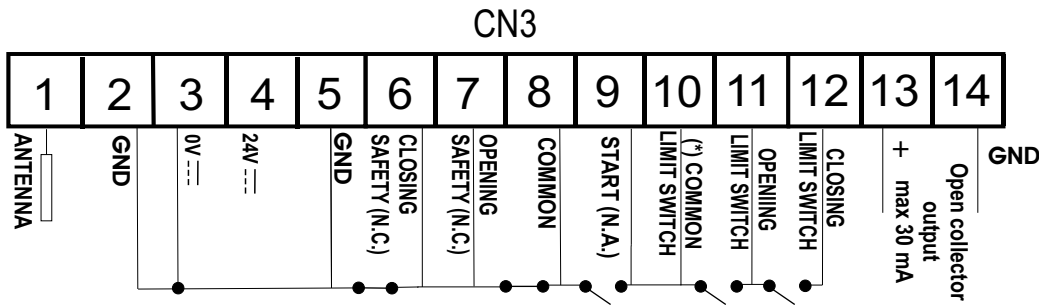 CN3
1 2 3 4 5 6 7 8 9 10 11 12 13 14
ANTENNA
GND
0V
24V
GND
CLOSING
SAFETY (N.C.)
OPENING
SAFETY (N.C.)
COMMON
START (N.A.)
(*) COMMON
LIMIT SWITCH
OPENING
LIMIT SWITCH
CLOSING
LIMIT SWITCH
+ max 30 mA
Open collector
output
GND